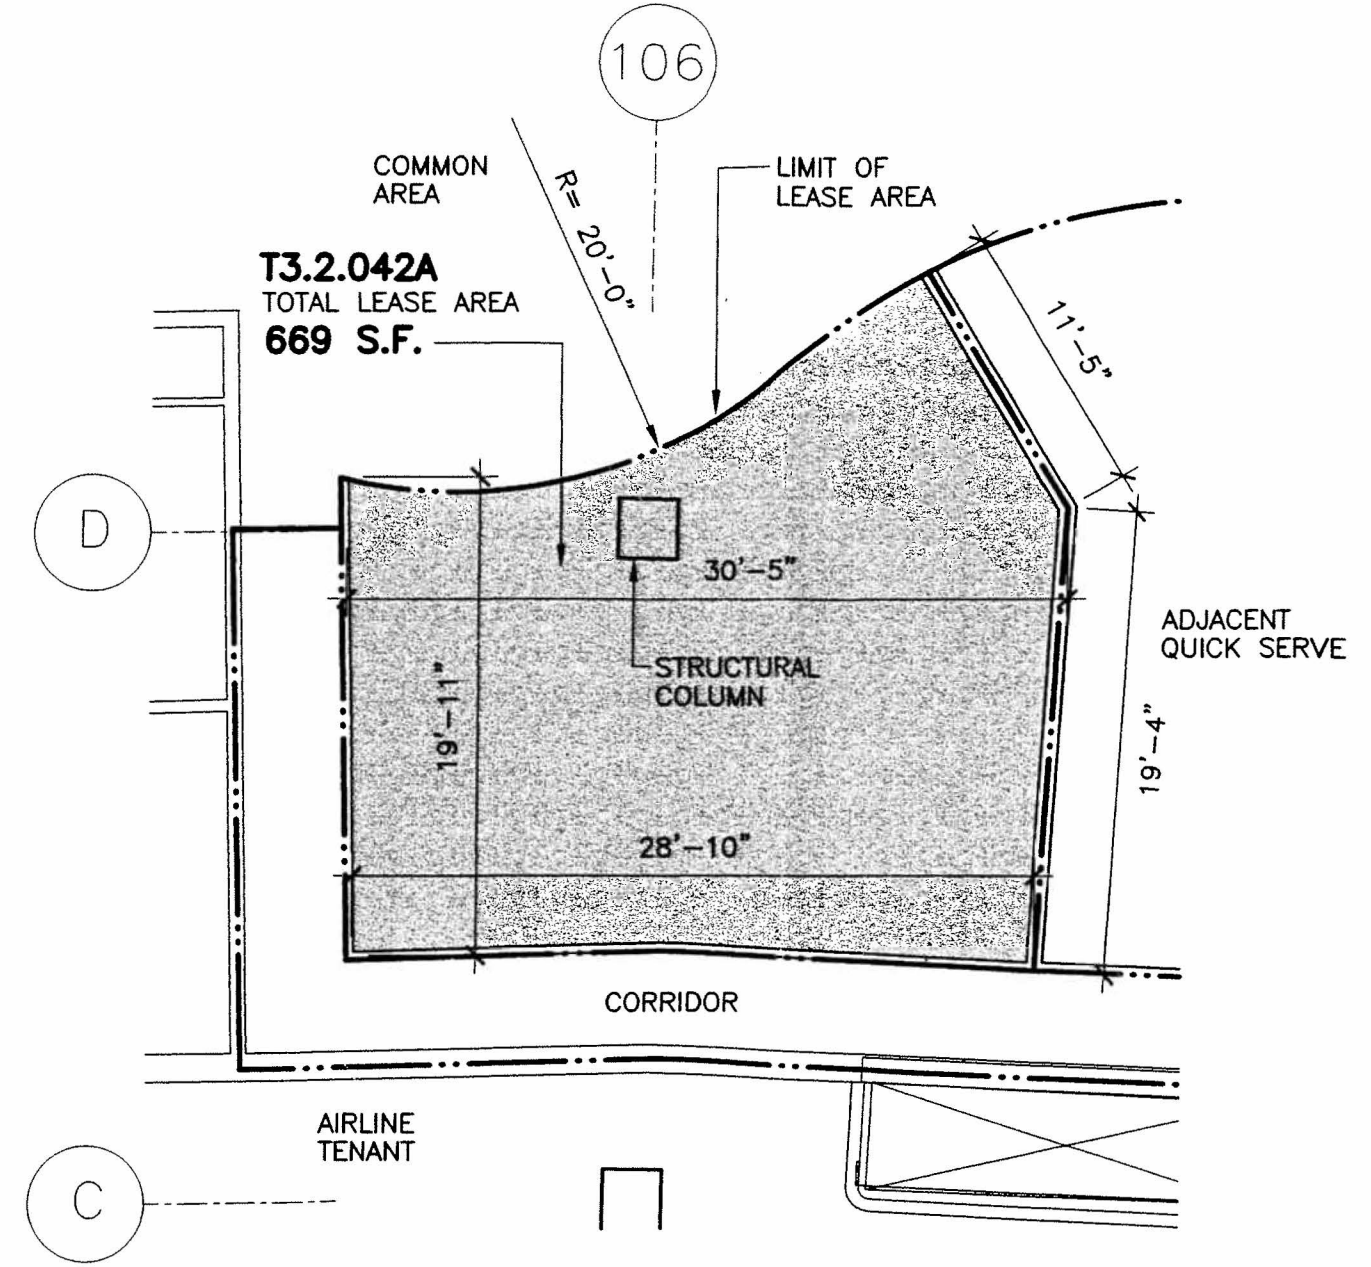 106
COMMON
AREA
LIMIT OF
LEASE AREA
R= 20'-0"
T3.2.042A
TOTAL LEASE AREA
669 S.F.
11'-5"
D
30'-5"
ADJACENT
QUICK SERVE
STRUCTURAL
COLUMN
19'-11"
19'-4"
28'-10"
CORRIDOR
AIRLINE
TENANT
C